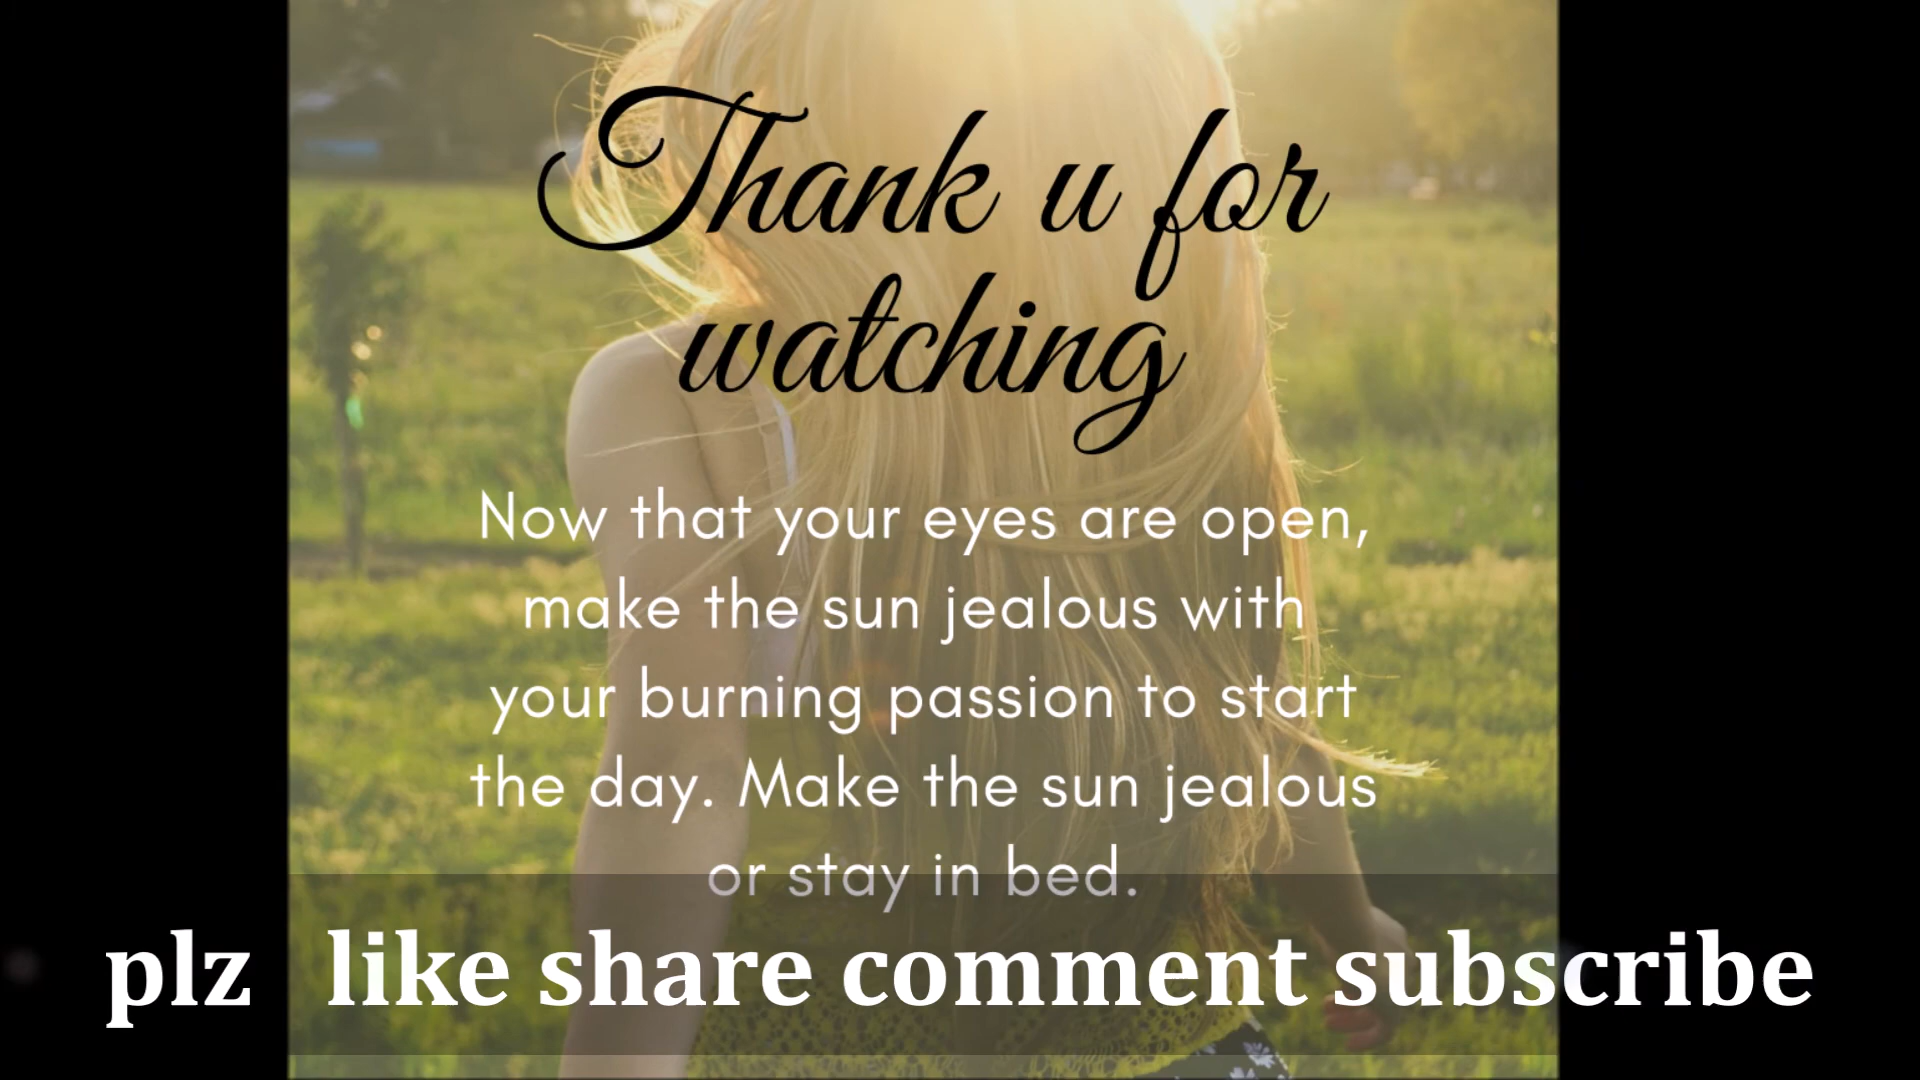 Thank u for
watching
Now that your eyes are open,
make the sun jealous with
your burning passion to start
the day. Make the sun jealous
or stay in bed.
plz like share comment subscribe